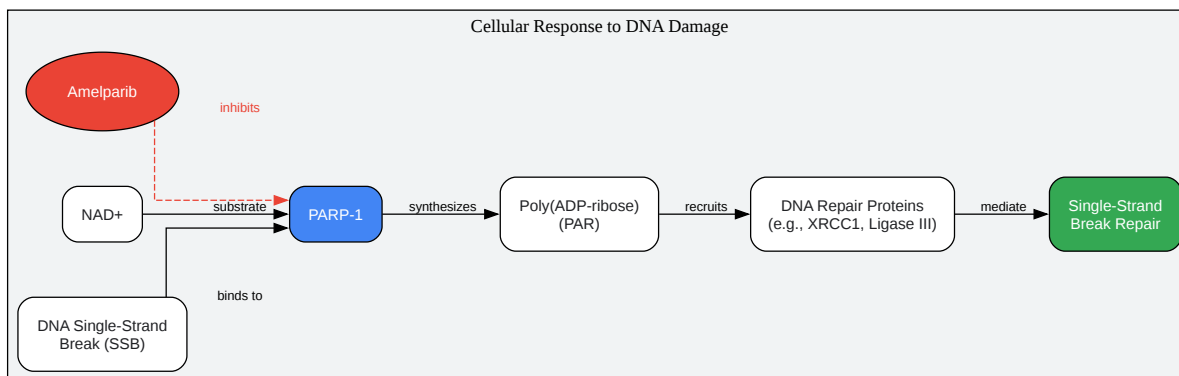 Cellular Response to DNA Damage
Amelparib
inhibits
NAD+
substrate
PARP-1
synthesizes
Poly(ADP-ribose)
(PAR)
recruits
DNA Repair Proteins
(e.g., XRCC1, Ligase III)
mediate
Single-Strand
Break Repair
binds to
DNA Single-Strand
Break (SSB)